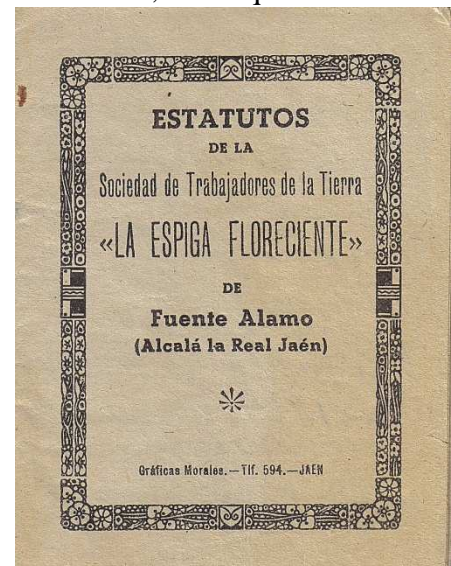 ESTATUTOS
DE LA
Sociedad de Trabajadores de la Tierra
«LA ESPIGA FLORECIENTE»
DE
Fuente Alamo
(Alcalá la Real Jaén)
Gráficas Morales.—Tlf. 594.—JAEN